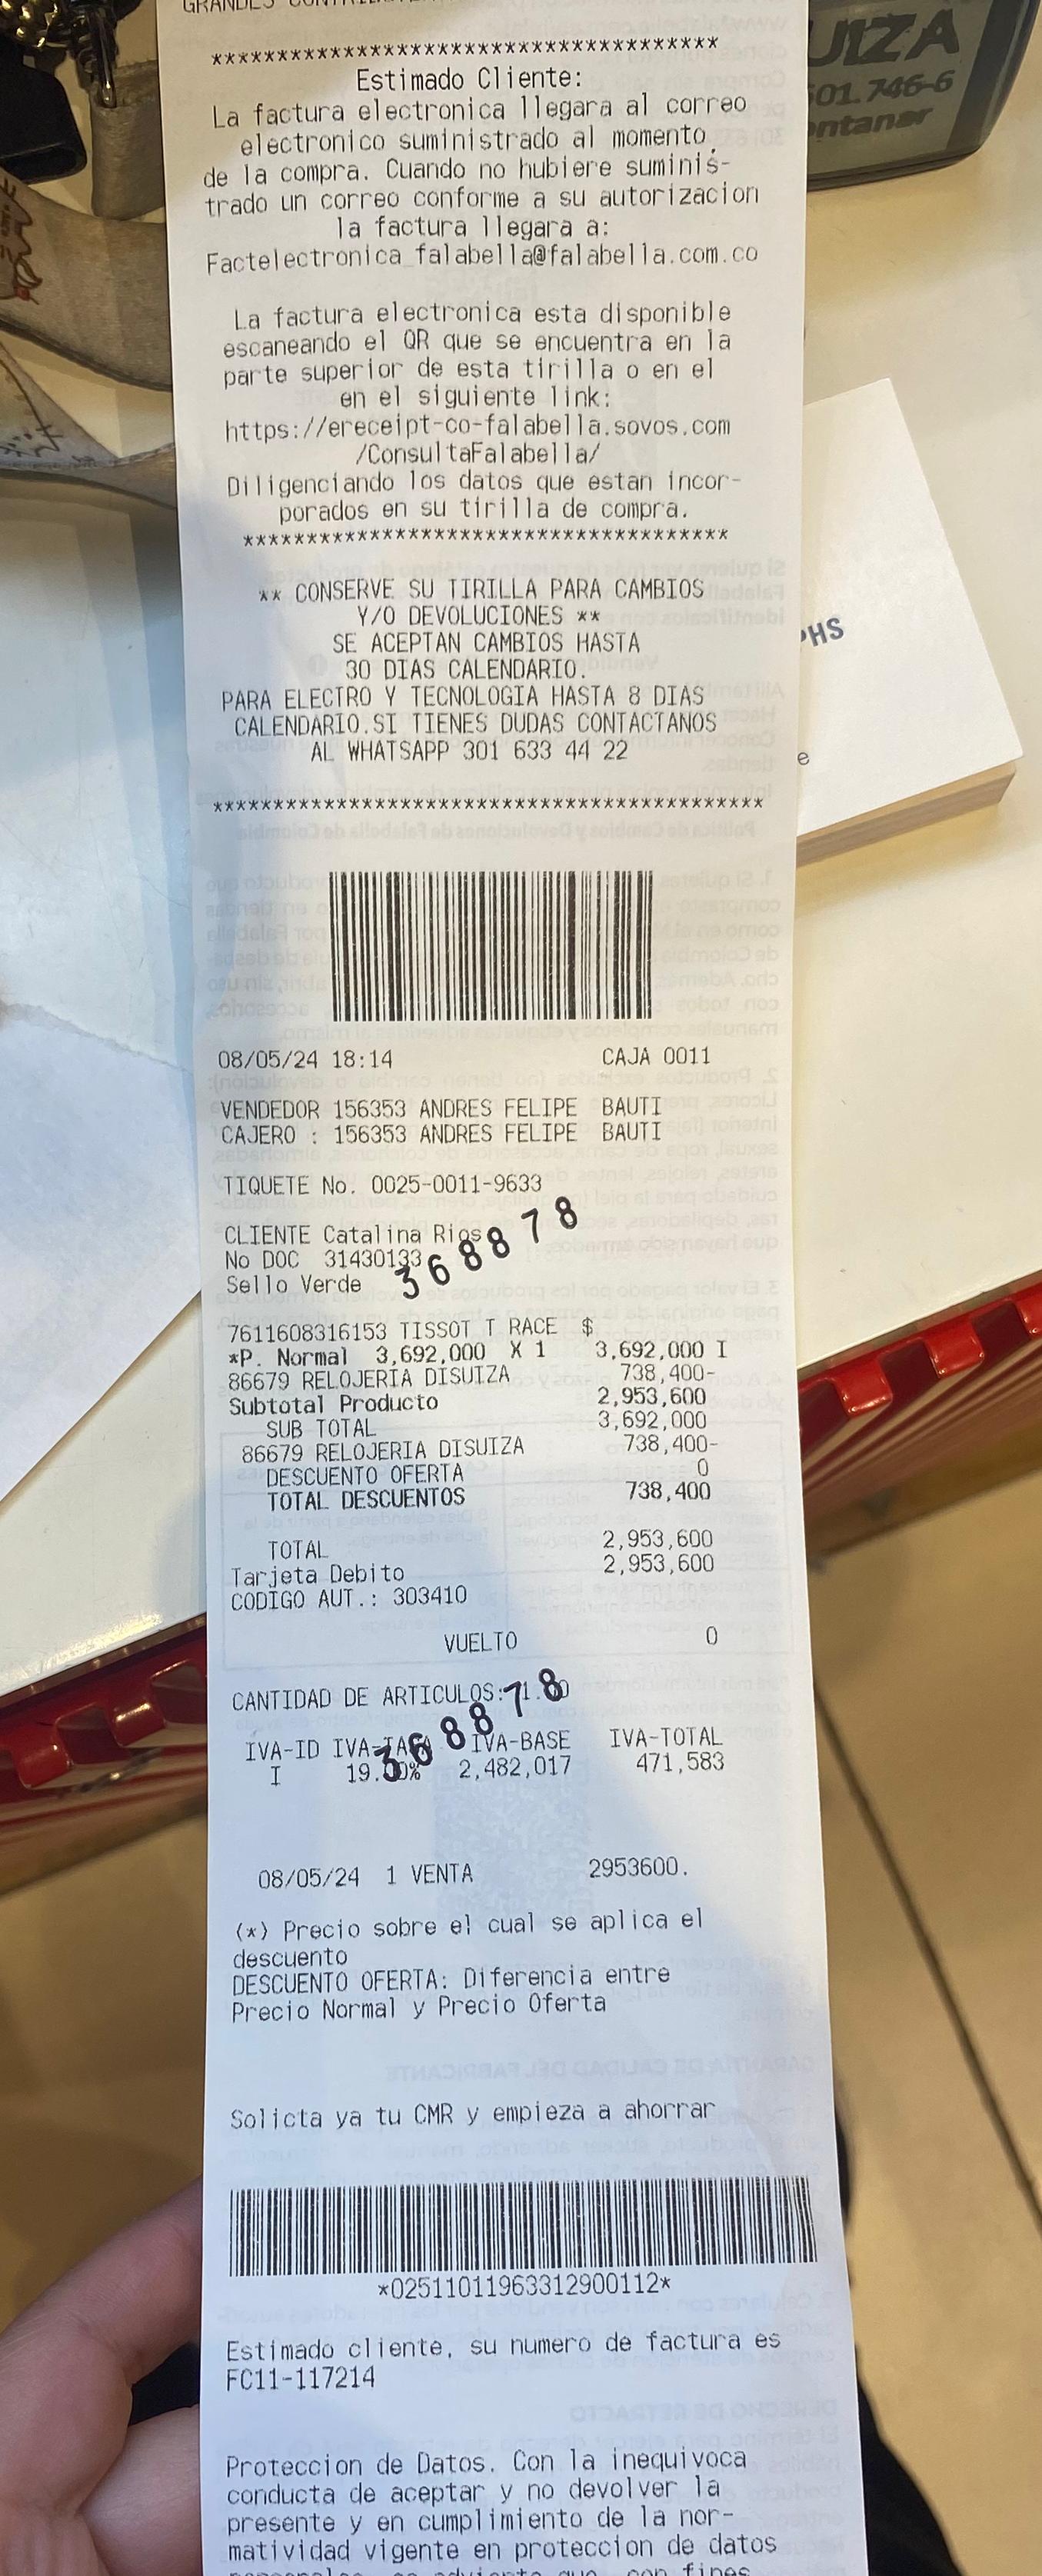 ************************************
Estimado Cliente:
La factura electronica llegara al correo
electronico suministrado al momento
de la compra. Cuando no hubiere suminis-
trado un correo conforme a su autorizacion
la factura llegara a:
Factelectronica_falabella@falabella.com.co
La factura electronica esta disponible
escaneando el QR que se encuentra en la
parte superior de esta tirilla o en el
en el siguiente link:
https://ereceipt-co-falabella.sovos.com
/ConsultaFalabella/
Diligenciando los datos que estan incor-
porados en su tirilla de compra.
************************************
** CONSERVE SU TIRILLA PARA CAMBIOS
Y/O DEVOLUCIONES **
SE ACEPTAN CAMBIOS HASTA
30 DIAS CALENDARIO.
PARA ELECTRO Y TECNOLOGIA HASTA 8 DIAS
CALENDARIO.SI TIENES DUDAS CONTACTANOS
AL WHATSAPP 301 633 44 22
******************************************
08/05/24 18:14 CAJA 0011
VENDEDOR 156353 ANDRES FELIPE BAUTI
CAJERO : 156353 ANDRES FELIPE BAUTI
TIQUETE No. 0025-0011-9633
CLIENTE Catalina Rios
No DOC 31430133
Sello Verde
368878
7611608316153 TISSOT T RACE $
*P. Normal 3,692,000 X 1 3,692,000 I
86679 RELOJERIA DISUIZA 738,400-
Subtotal Producto 2,953,600
SUB TOTAL 3,692,000
86679 RELOJERIA DISUIZA 738,400-
DESCUENTO OFERTA 0
TOTAL DESCUENTOS 738,400
TOTAL 2,953,600
Tarjeta Debito 2,953,600
CODIGO AUT.: 303410
VUELTO 0
CANTIDAD DE ARTICULOS:
368878
IVA-ID IVA-TASA IVA-BASE IVA-TOTAL
I 19.00% 2,482,017 471,583
08/05/24 1 VENTA 2953600.
(*) Precio sobre el cual se aplica el
descuento
DESCUENTO OFERTA: Diferencia entre
Precio Normal y Precio Oferta
Solicta ya tu CMR y empieza a ahorrar
*02511011963312900112*
Estimado cliente, su numero de factura es
FC11-117214
Proteccion de Datos. Con la inequivoca
conducta de aceptar y no devolver la
presente y en cumplimiento de la nor-
matividad vigente en proteccion de datos
UIZA
501.746-6
ontanar
PHS
e